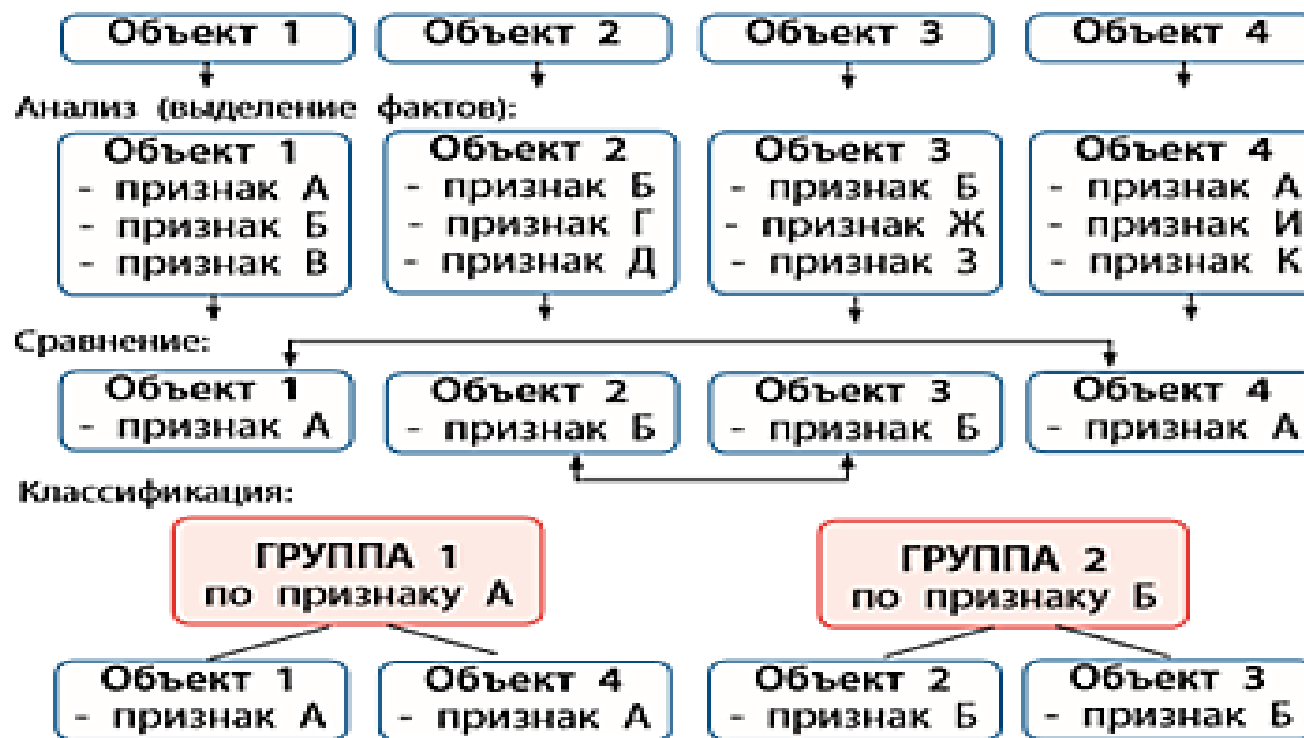 Объект 1
Объект 2
Объект 3
Объект 4
Анализ (выделение фактов):
Объект 1
- признак А
- признак Б
- признак В
Объект 2
- признак Б
- признак Г
- признак Д
Объект 3
- признак Б
- признак Ж
- признак З
Объект 4
- признак А
- признак И
- признак К
Сравнение:
Объект 1
- признак А
Объект 2
- признак Б
Объект 3
- признак Б
Объект 4
- признак А
Классификация:
ГРУППА 1
по признаку А
ГРУППА 2
по признаку Б
Объект 1
- признак А
Объект 4
- признак А
Объект 2
- признак Б
Объект 3
- признак Б